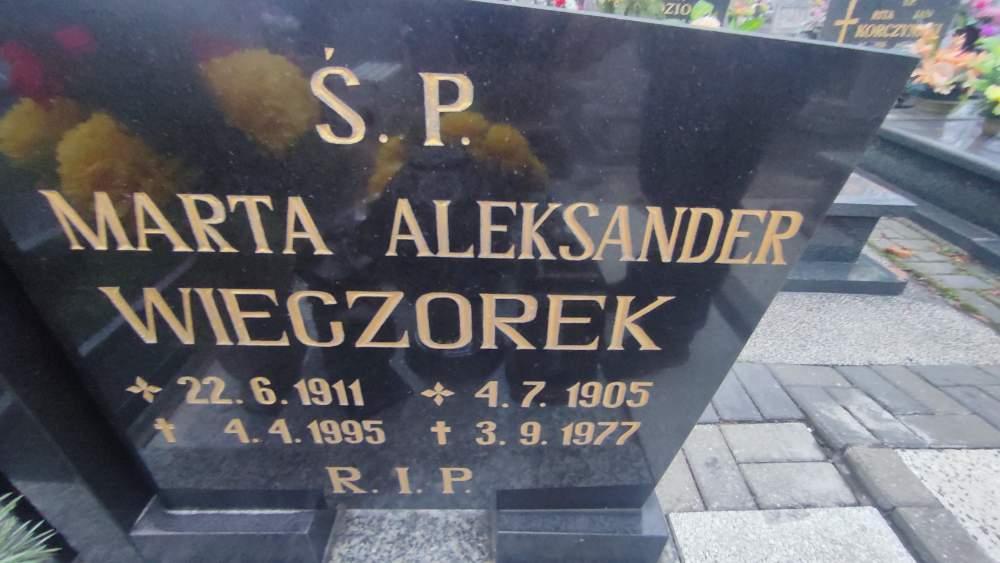 Ś. P.
MARTA ALEKSANDER
WIECZOREK
22.6.1911 4.7.1905
† 4.4.1995 † 3.9.1977
R.I.P.